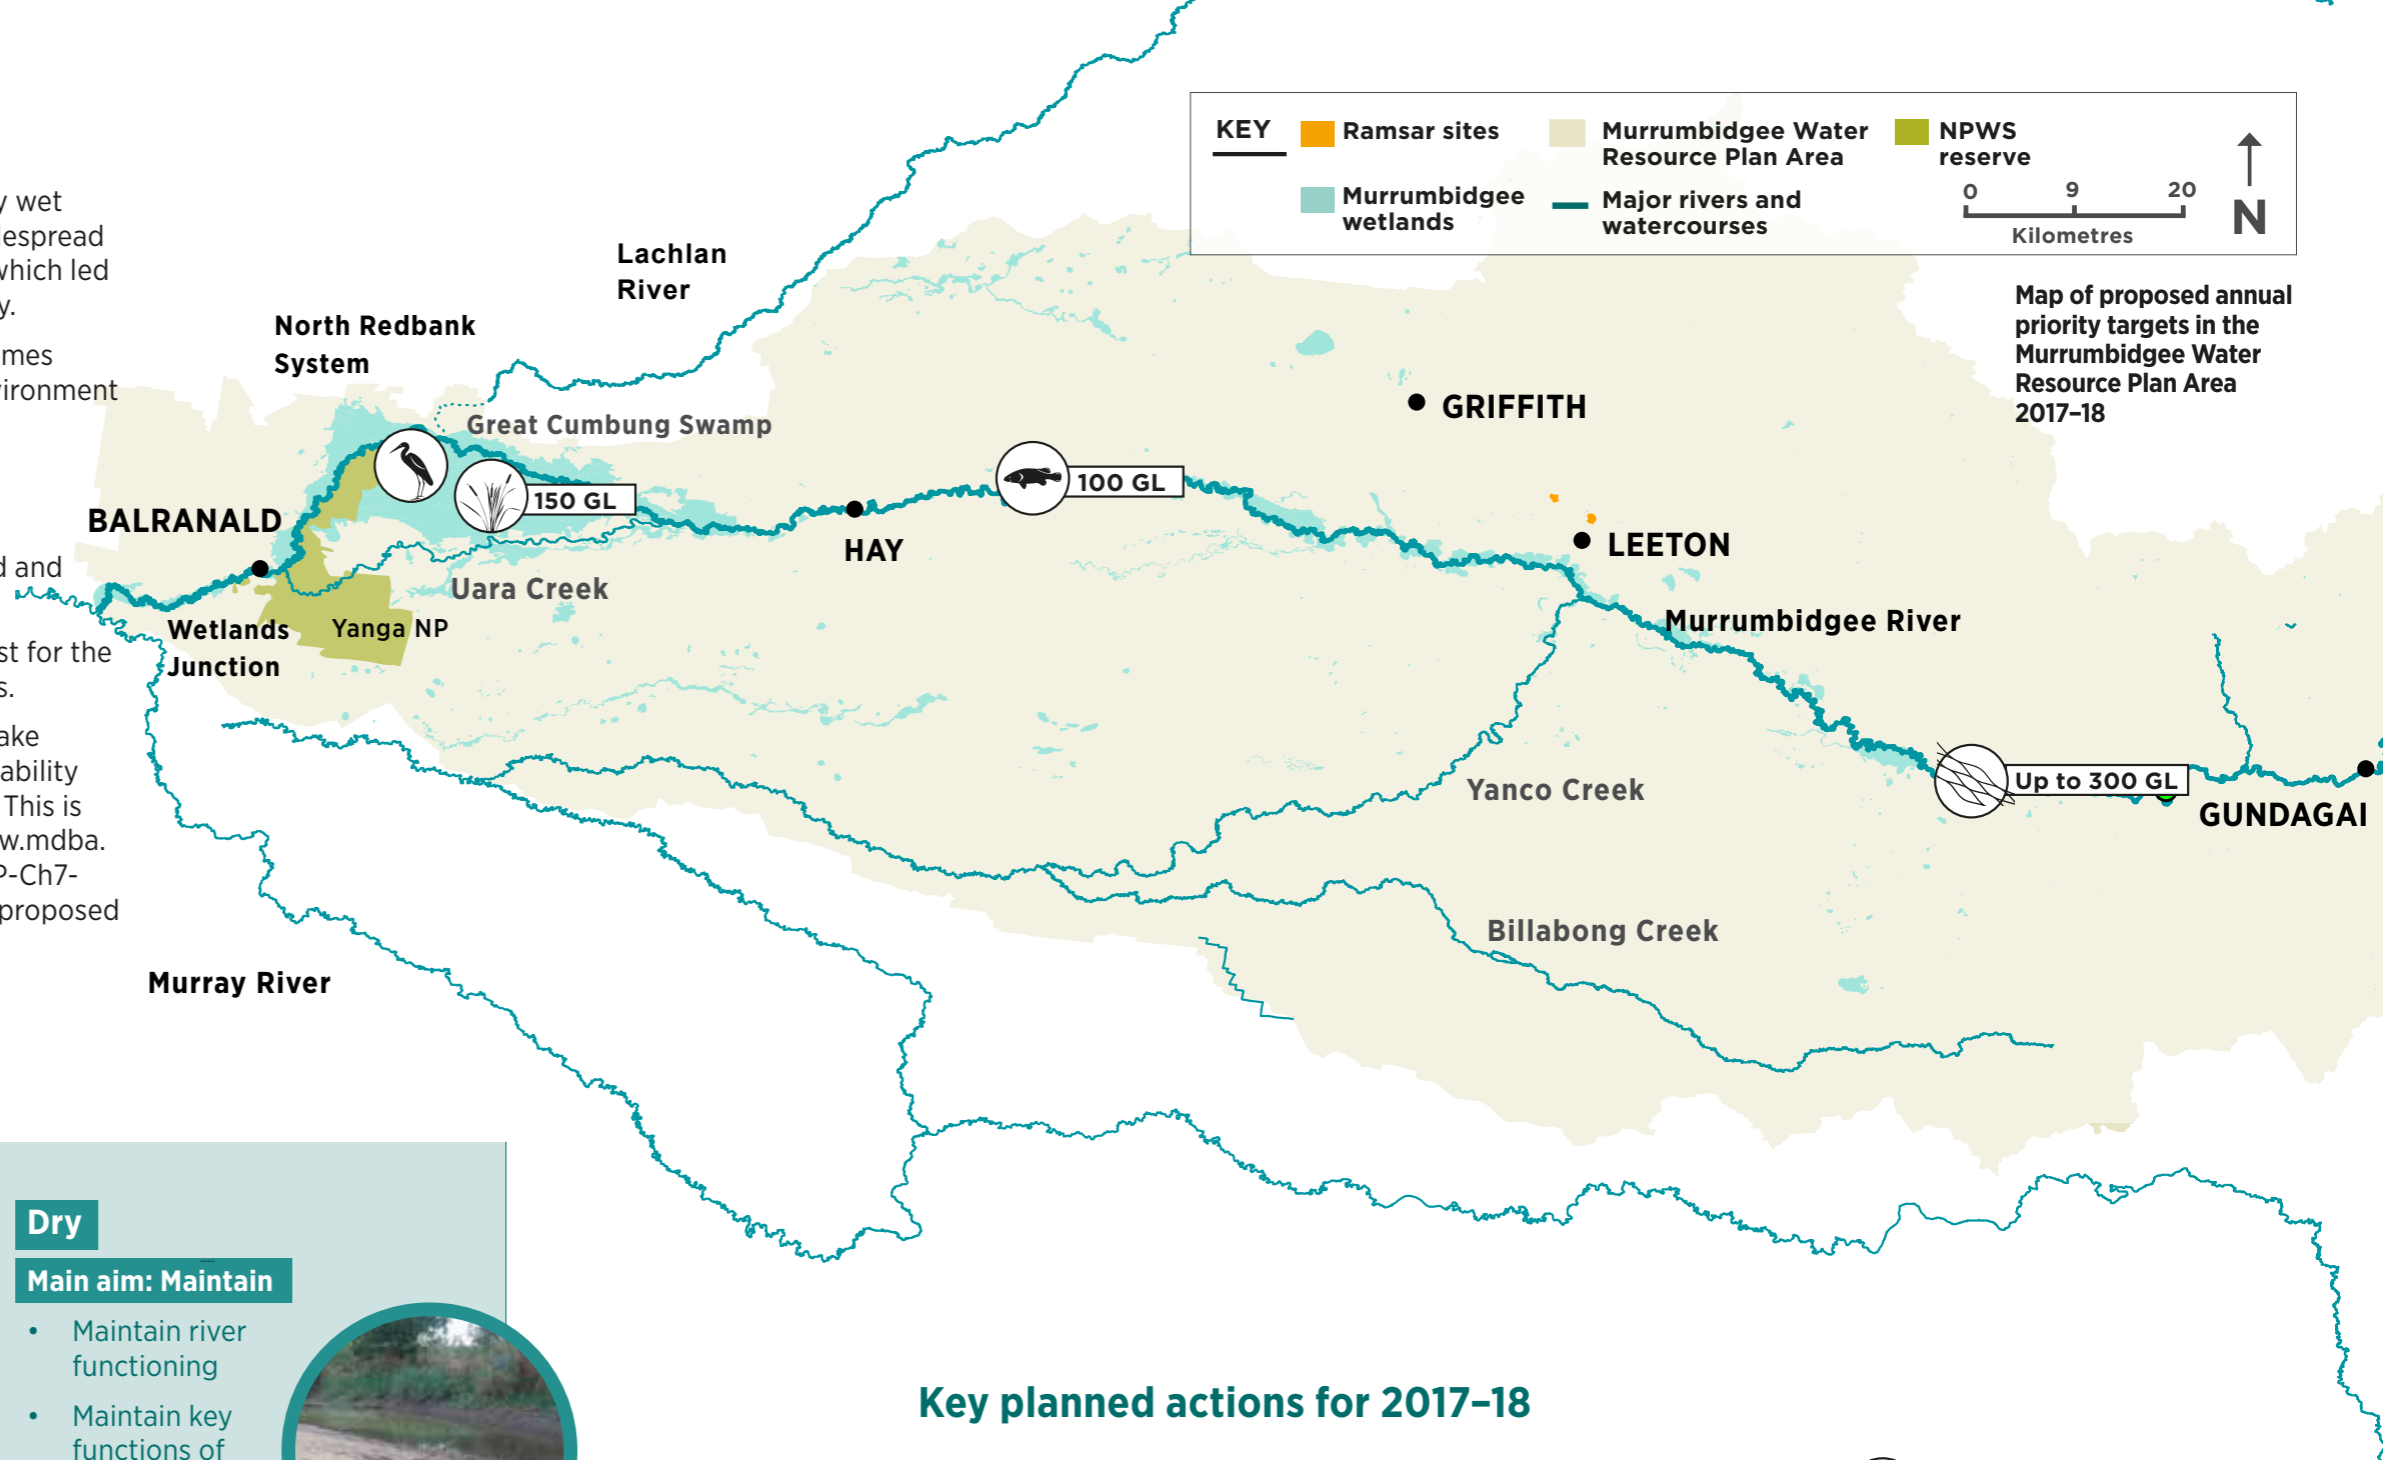 y wet
espread
which led
y.
mes
vironment
d and
st for the
s.
ake
ability
This is
w.mdba.
P-Ch7-
proposed
KEY
Ramsar sites
Murrumbidgee
wetlands
Murrumbidgee Water
Resource Plan Area
Major rivers and
watercourses
NPWS
reserve
0 9 20
Kilometres
N
Map of proposed annual
priority targets in the
Murrumbidgee Water
Resource Plan Area
2017–18
Lachlan
River
North Redbank
System
Great Cumbung Swamp
GRIFFITH
150 GL
100 GL
BALRANALD
HAY
LEETON
Uara Creek
Murrumbidgee River
Wetlands
Junction
Yanga NP
Yanco Creek
Up to 300 GL
GUNDAGAI
Billabong Creek
Murray River
Dry
Main aim: Maintain
• Maintain river
functioning
• Maintain key
functions of
Key planned actions for 2017–18